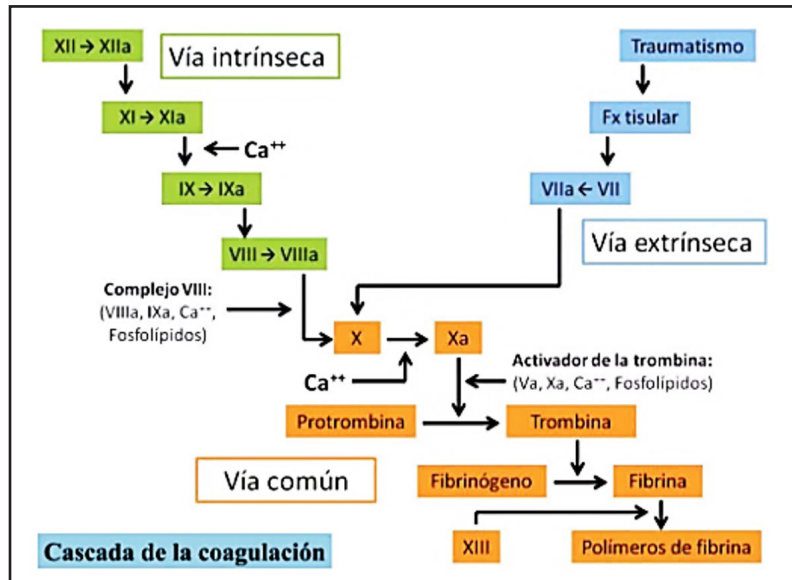 XII → XIIa
Vía intrínseca
Traumatismo
XI → XIa
Fx tisular
Ca⁺⁺
IX → IXa
VIIa ← VII
Vía extrínseca
VIII → VIIIa
Complejo VIII:
(VIIIa, IXa, Ca⁺⁺,
Fosfolípidos)
X
Xa
Activador de la trombina:
(Va, Xa, Ca⁺⁺, Fosfolípidos)
Ca⁺⁺
Protrombina
Trombina
Vía común
Fibrinógeno
Fibrina
Cascada de la coagulación
XIII
Polímeros de fibrina